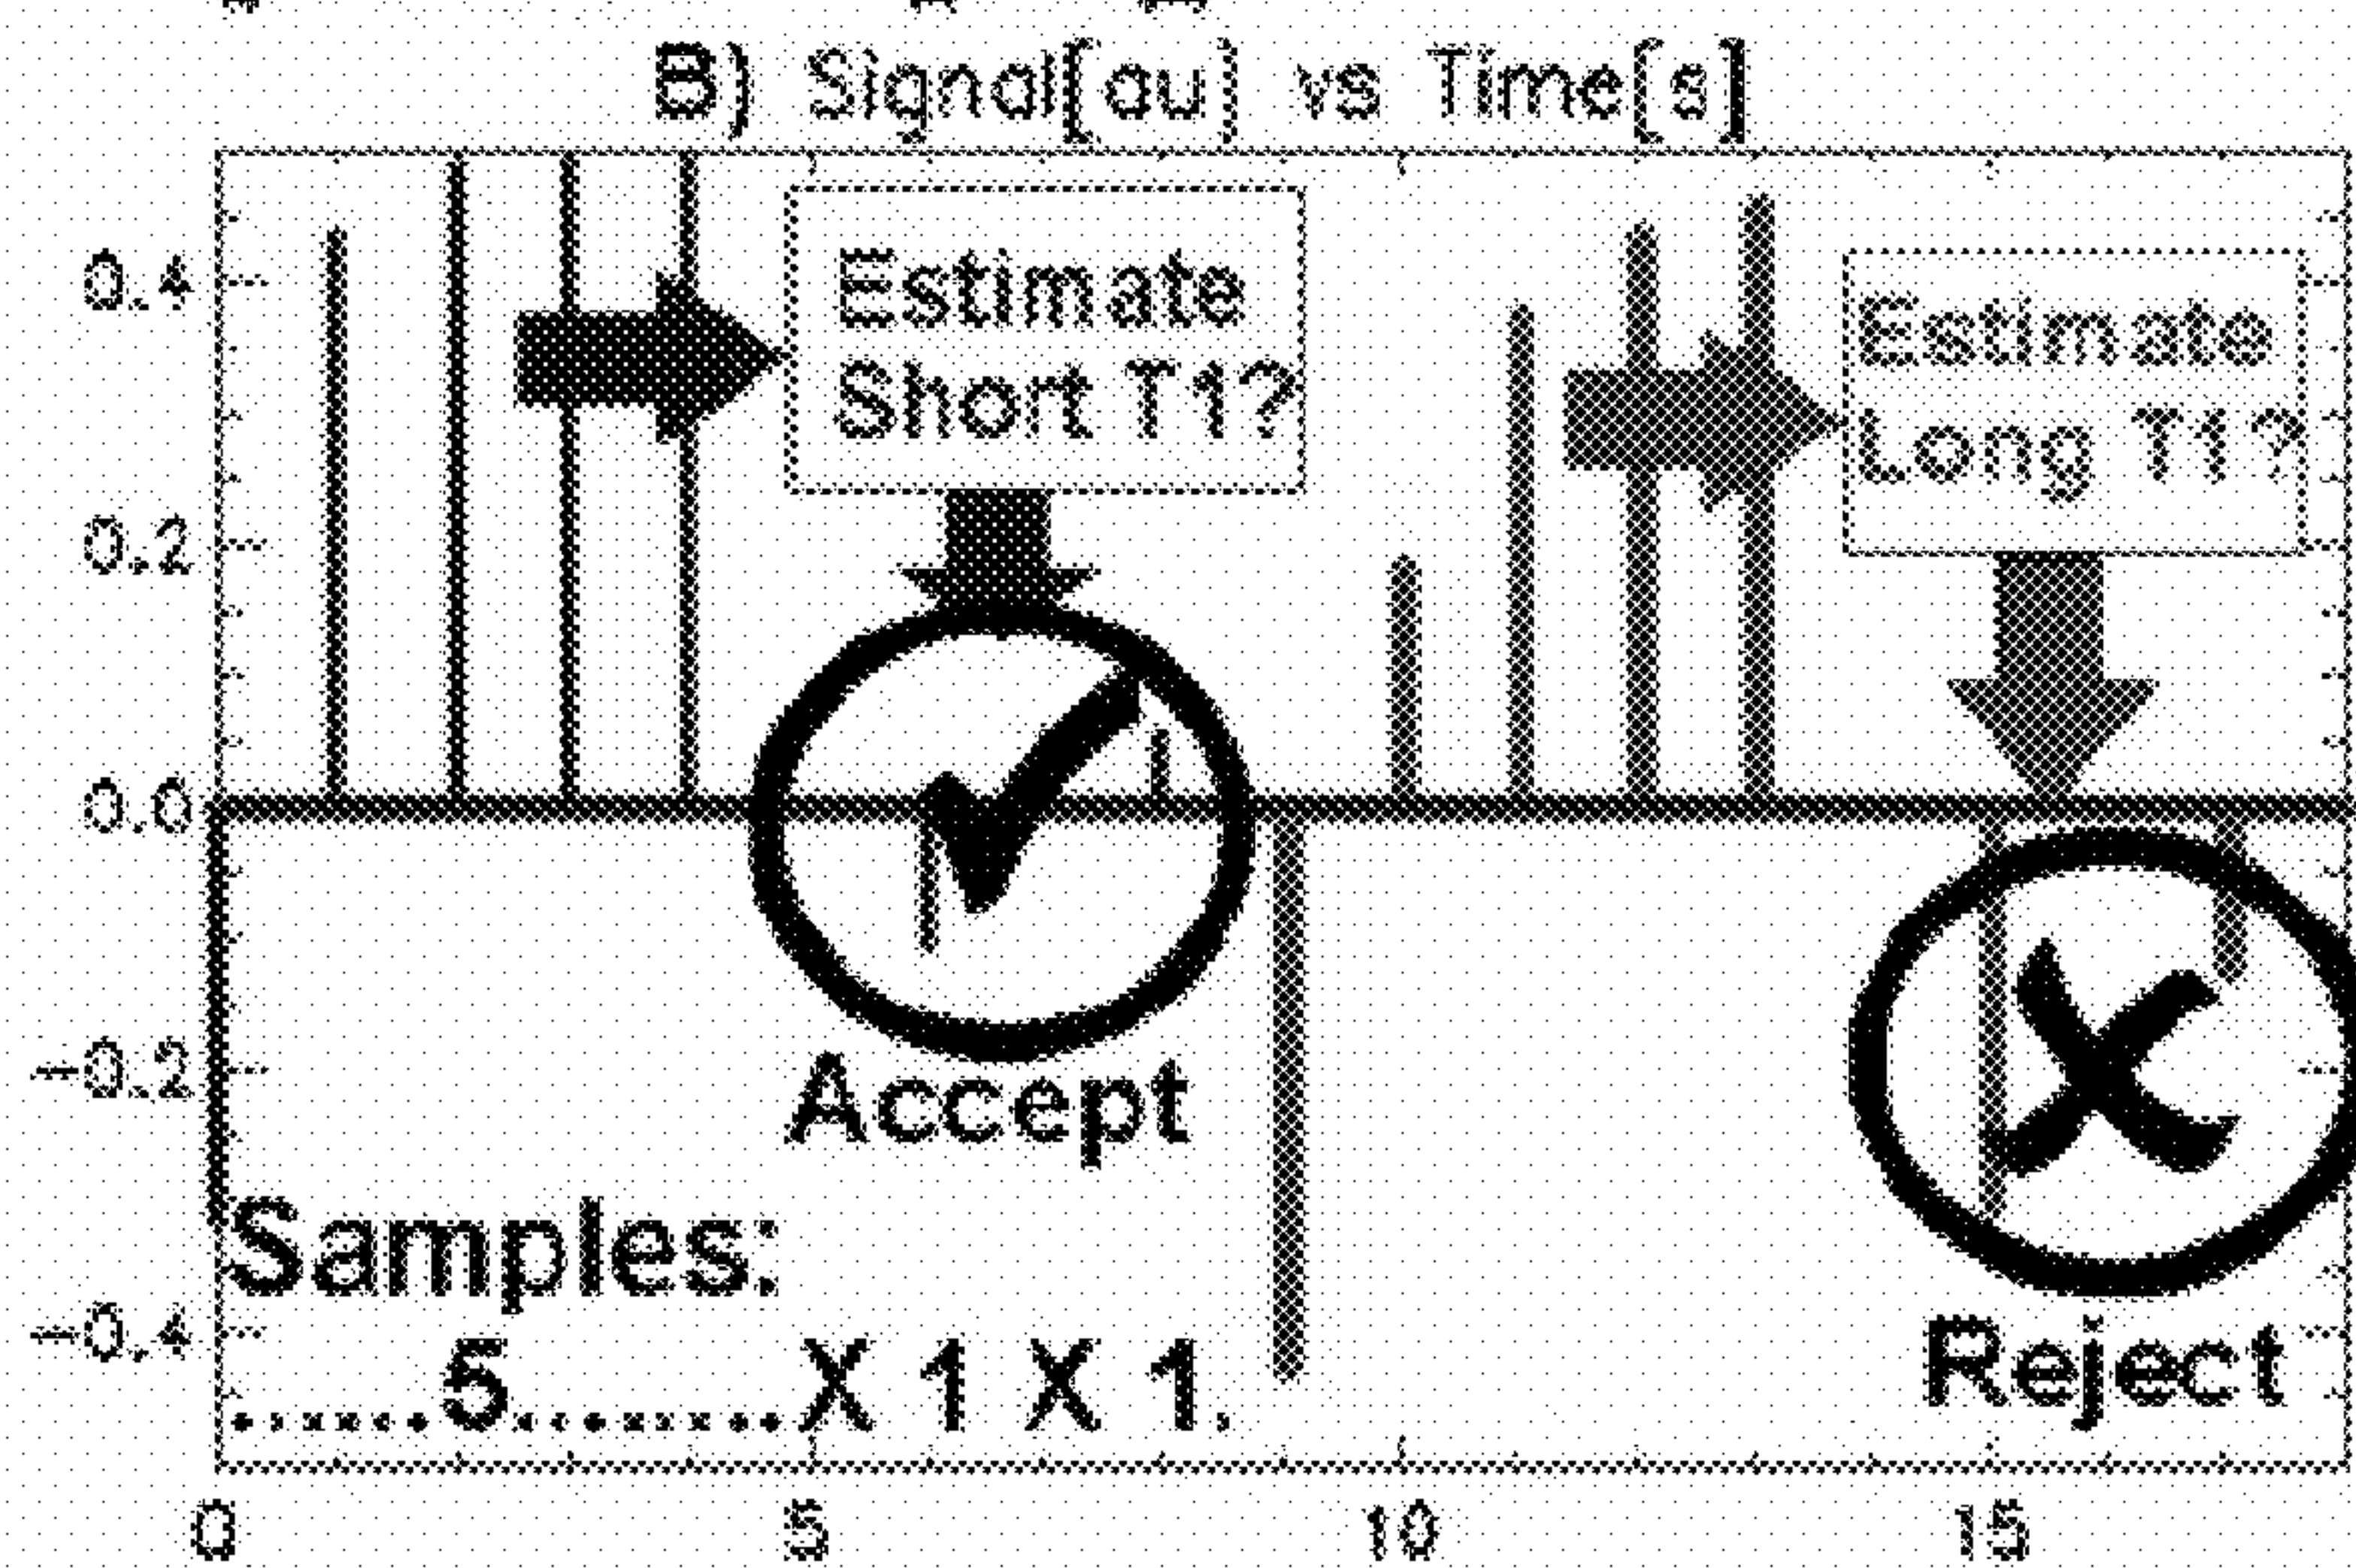 B) Signal[au] vs Time[s]
0.4
0.2
0.0
−0.2
−0.4
Estimate
Short T1?
Estimate
Long T1?
Accept
Reject
Samples:
......5........X 1 X 1.
0 5 10 15